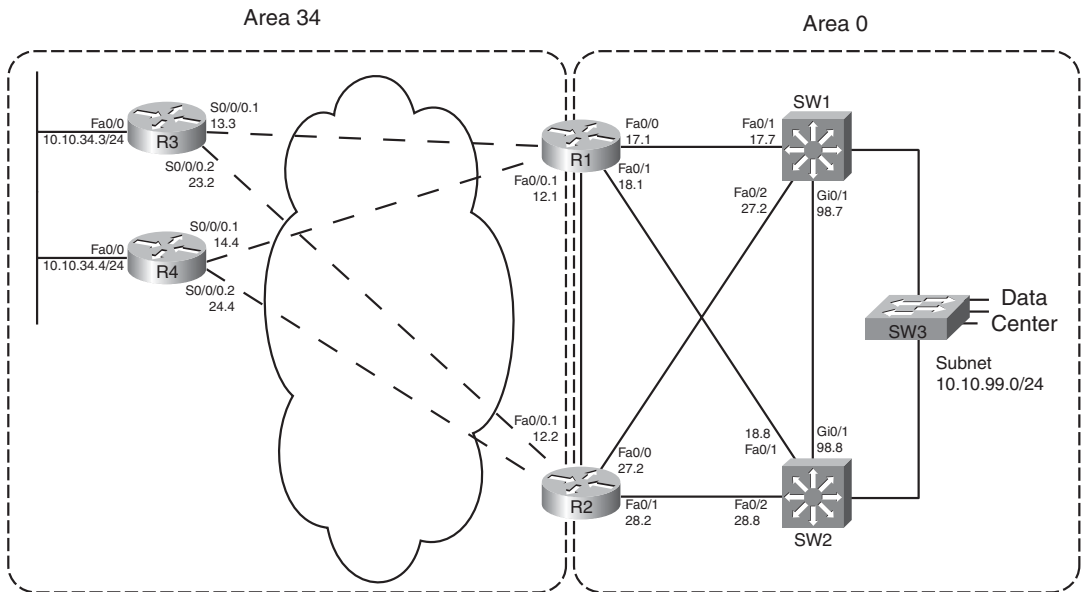 Area 34
Area 0
Fa0/0
10.10.34.3/24
R3
S0/0/0.1
13.3
S0/0/0.2
23.2
Fa0/0
10.10.34.4/24
R4
S0/0/0.1
14.4
S0/0/0.2
24.4
R1
Fa0/0
17.1
Fa0/1
18.1
Fa0/0.1
12.1
Fa0/0.1
12.2
R2
Fa0/0
27.2
Fa0/1
28.2
SW1
Fa0/1
17.7
Fa0/2
27.2
Gi0/1
98.7
18.8
Fa0/1
Gi0/1
98.8
Fa0/2
28.8
SW2
SW3
Data
Center
Subnet
10.10.99.0/24